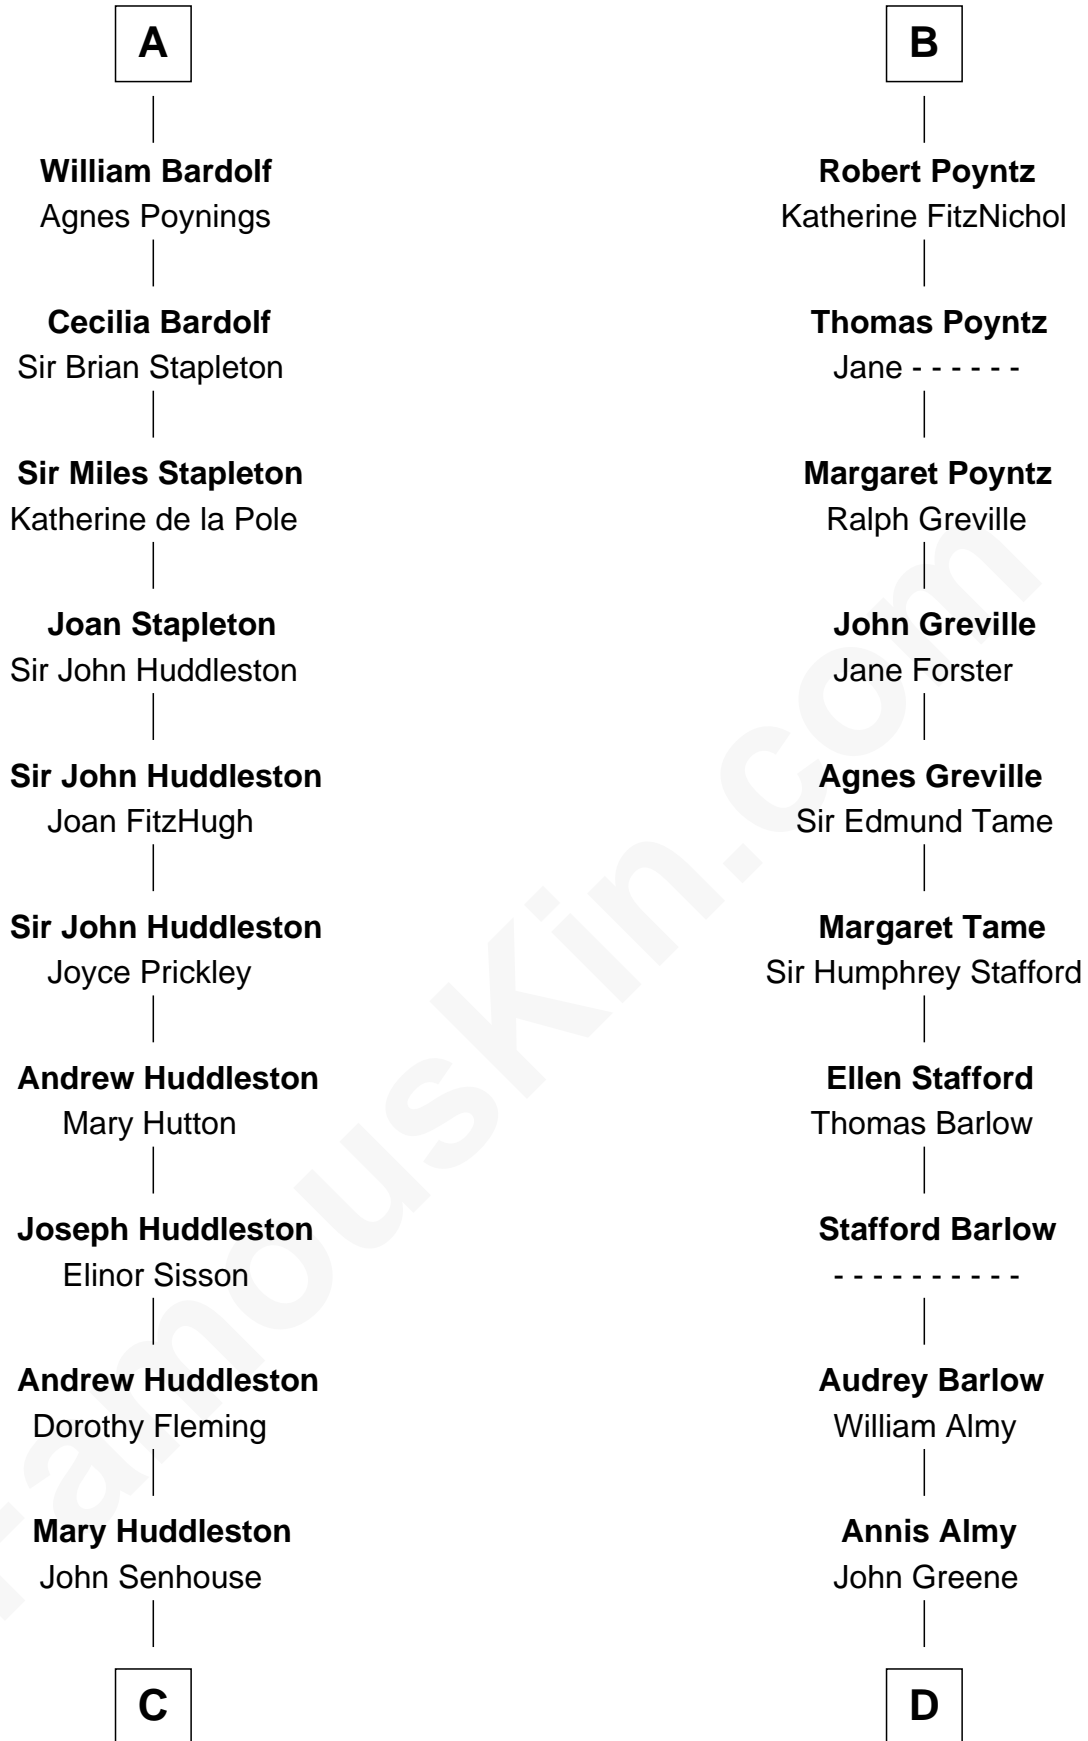 A
William Bardolf
Agnes Poynings
Cecilia Bardolf
Sir Brian Stapleton
Sir Miles Stapleton
Katherine de la Pole
Joan Stapleton
Sir John Huddleston
Sir John Huddleston
Joan FitzHugh
Sir John Huddleston
Joyce Prickley
Andrew Huddleston
Mary Hutton
Joseph Huddleston
Elinor Sisson
Andrew Huddleston
Dorothy Fleming
Mary Huddleston
John Senhouse
C
B
Robert Poyntz
Katherine FitzNichol
Thomas Poyntz
Jane - - - - - -
Margaret Poyntz
Ralph Greville
John Greville
Jane Forster
Agnes Greville
Sir Edmund Tame
Margaret Tame
Sir Humphrey Stafford
Ellen Stafford
Thomas Barlow
Stafford Barlow
- - - - - - - - - -
Audrey Barlow
William Almy
Annis Almy
John Greene
D
FamousKin.com